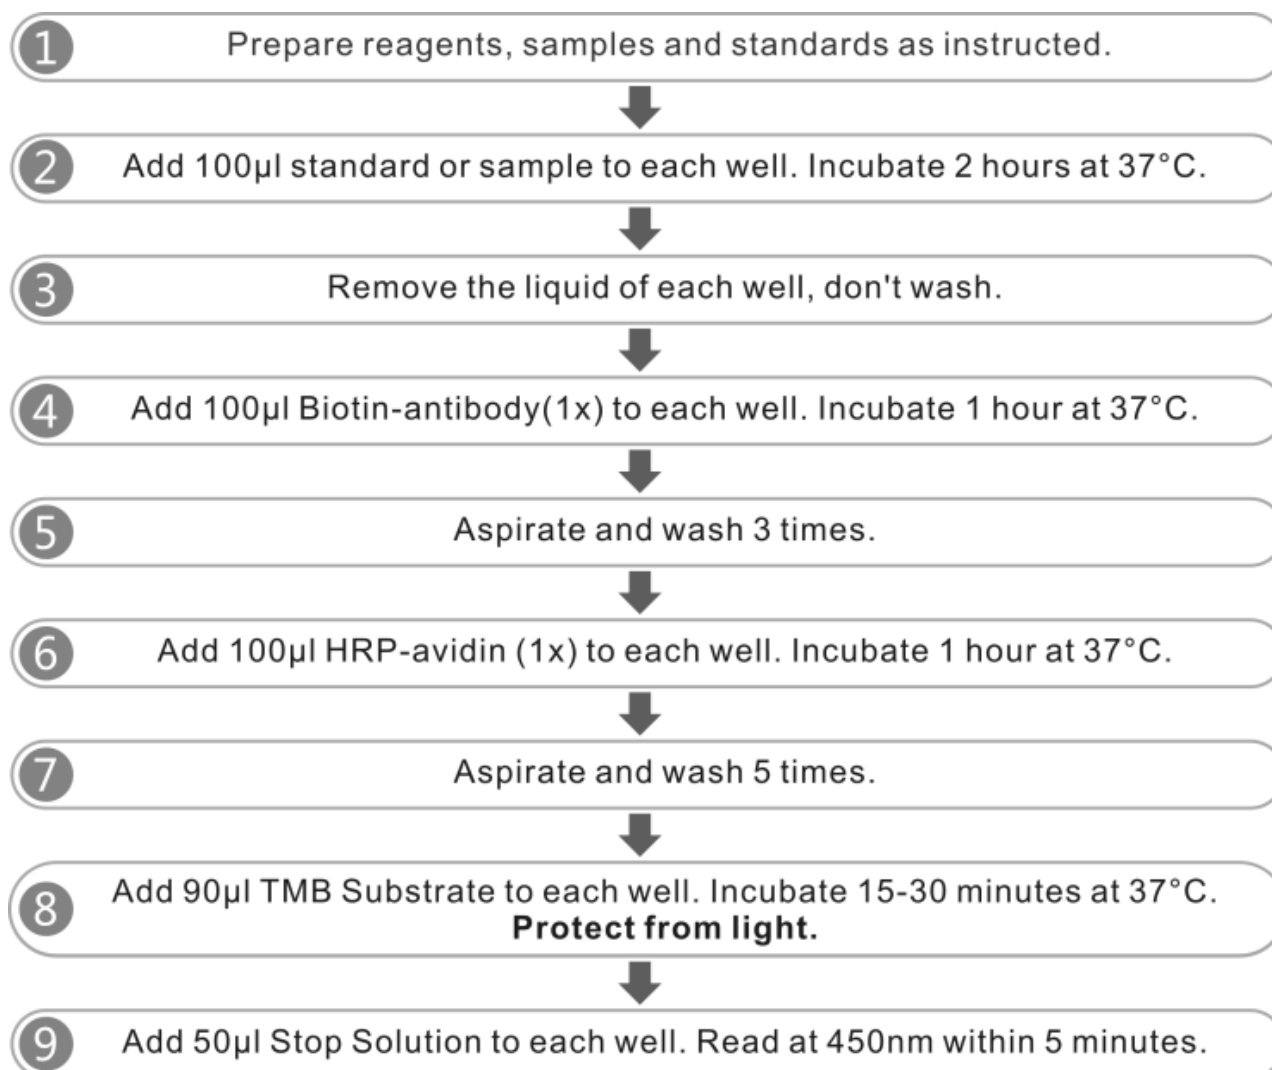 1 Prepare reagents, samples and standards as instructed.
2 Add 100µl standard or sample to each well. Incubate 2 hours at 37°C.
3 Remove the liquid of each well, don't wash.
4 Add 100µl Biotin-antibody(1x) to each well. Incubate 1 hour at 37°C.
5 Aspirate and wash 3 times.
6 Add 100µl HRP-avidin (1x) to each well. Incubate 1 hour at 37°C.
7 Aspirate and wash 5 times.
8 Add 90µl TMB Substrate to each well. Incubate 15-30 minutes at 37°C.
Protect from light.
9 Add 50µl Stop Solution to each well. Read at 450nm within 5 minutes.